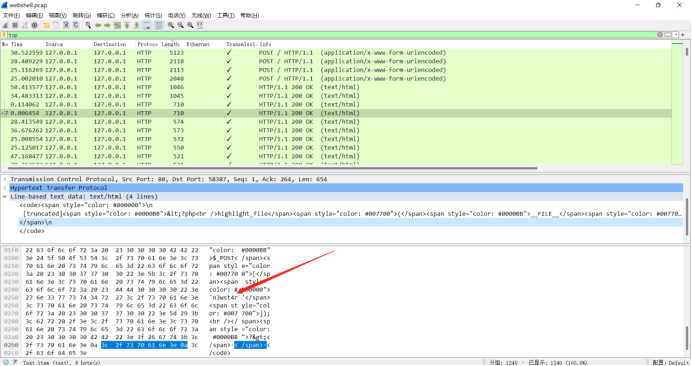 webshell.pcap
文件(F) 编辑(E) 视图(V) 跳转(G) 捕获(C) 分析(A) 统计(S) 电话(Y) 无线(W) 工具(T) 帮助(H)
tcp
No Time Source Destination Protoco Length Ethernet Transmissi Info
30.522559 127.0.0.1 127.0.0.1 HTTP 5123 ✓ POST / HTTP/1.1 (application/x-www-form-urlencoded)
28.409229 127.0.0.1 127.0.0.1 HTTP 2118 ✓ POST / HTTP/1.1 (application/x-www-form-urlencoded)
25.116269 127.0.0.1 127.0.0.1 HTTP 2113 ✓ POST / HTTP/1.1 (application/x-www-form-urlencoded)
25.002010 127.0.0.1 127.0.0.1 HTTP 2048 ✓ POST / HTTP/1.1 (application/x-www-form-urlencoded)
50.413577 127.0.0.1 127.0.0.1 HTTP 1046 ✓ HTTP/1.1 200 OK (text/html)
34.483313 127.0.0.1 127.0.0.1 HTTP 1045 ✓ HTTP/1.1 200 OK (text/html)
0.114062 127.0.0.1 127.0.0.1 HTTP 710 ✓ HTTP/1.1 200 OK (text/html)
0.006454 127.0.0.1 127.0.0.1 HTTP 710 ✓ HTTP/1.1 200 OK (text/html)
28.413549 127.0.0.1 127.0.0.1 HTTP 574 ✓ HTTP/1.1 200 OK (text/html)
36.676262 127.0.0.1 127.0.0.1 HTTP 573 ✓ HTTP/1.1 200 OK (text/html)
25.008554 127.0.0.1 127.0.0.1 HTTP 572 ✓ HTTP/1.1 200 OK (text/html)
25.125017 127.0.0.1 127.0.0.1 HTTP 550 ✓ HTTP/1.1 200 OK (text/html)
47.168477 127.0.0.1 127.0.0.1 HTTP 521 ✓ HTTP/1.1 200 OK (text/html)
Transmission Control Protocol, Src Port: 80, Dst Port: 58387, Seq: 1, Ack: 264, Len: 654
Hypertext Transfer Protocol
Line-based text data: text/html (4 lines)
<code><span style="color: #000000">\n
[truncated]<span style="color: #0000BB">&lt;?php<br />highlight_file</span><span style="color: #007700">(</span><span style="color: #0000BB">__FILE__</span><span style="color: #00770…
</span>\n
</code>
01f0 22 63 6f 6c 6f 72 3a 20 23 30 30 30 30 42 42 22 "color: #0000BB"
0200 3e 24 5f 50 4f 53 54 3c 2f 73 70 61 6e 3e 3c 73 >$_POST< /span><s
0210 70 61 6e 20 73 74 79 6c 65 3d 22 63 6f 6c 6f 72 pan styl e="color
0220 3a 20 23 30 30 37 37 30 30 22 3e 5b 3c 2f 73 70 : #00770 0">[</sp
0230 61 6e 3e 3c 73 70 61 6e 20 73 74 79 6c 65 3d 22 an><span style="
0240 63 6f 6c 6f 72 3a 20 23 44 44 30 30 30 30 22 3e color: # DD0000">
0250 27 6e 33 77 73 74 34 72 27 3c 2f 73 70 61 6e 3e 'n3wst4r '</span>
0260 3c 73 70 61 6e 20 73 74 79 6c 65 3d 22 63 6f 6c <span st yle="col
0270 6f 72 3a 20 23 30 30 37 37 30 30 22 3e 5d 29 3b or: #007 700">]);
0280 3c 62 72 20 2f 3e 3c 2f 73 70 61 6e 3e 3c 73 70 <br /></ span><sp
0290 61 6e 20 73 74 79 6c 65 3d 22 63 6f 6c 6f 72 3a an style ="color:
02a0 20 23 30 30 30 30 42 42 22 3e 3f 26 67 74 3b 3c #0000BB ">?&gt;<
02b0 2f 73 70 61 6e 3e 0a 3c 2f 73 70 61 6e 3e 0a 3c /span>·< /span>·<
02c0 2f 63 6f 64 65 3e /code>
Text item (text), 8 byte(s)
分组: 1240 · 已显示: 1240 (100.0%)
配置: Default